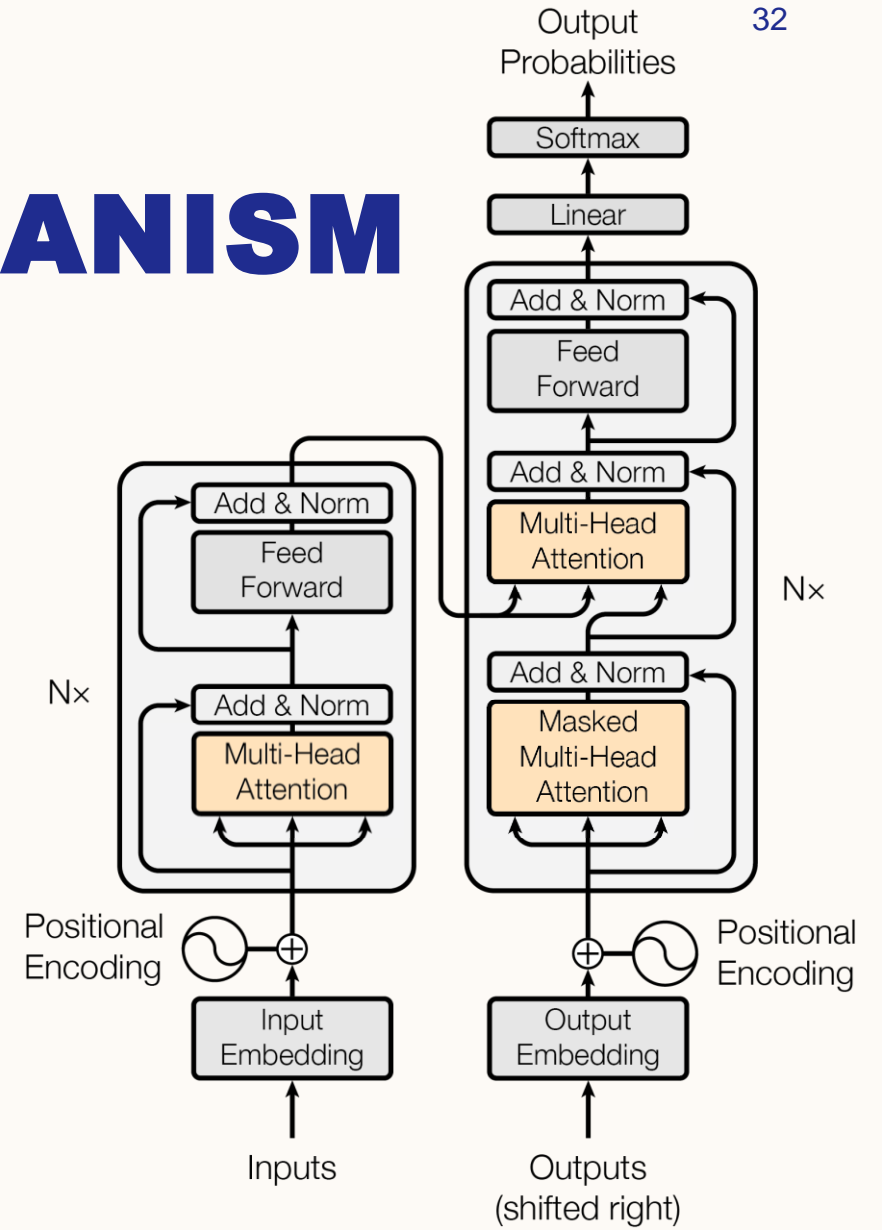 32
ANISM
Output
Probabilities
Softmax
Linear
Add & Norm
Feed
Forward
Add & Norm
Multi-Head
Attention
Nx
Add & Norm
Masked
Multi-Head
Attention
Add & Norm
Feed
Forward
Nx
Add & Norm
Multi-Head
Attention
Positional
Encoding
Positional
Encoding
Input
Embedding
Output
Embedding
Inputs
Outputs
(shifted right)